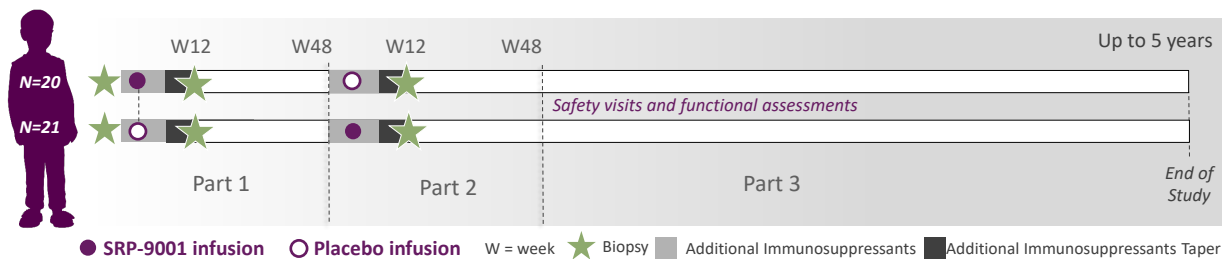 W12 W48 W12 W48 Up to 5 years
N=20
Safety visits and functional assessments
N=21
Part 1 Part 2 Part 3 End of
Study
SRP-9001 infusion Placebo infusion W = week Biopsy Additional Immunosuppressants Additional Immunosuppressants Taper